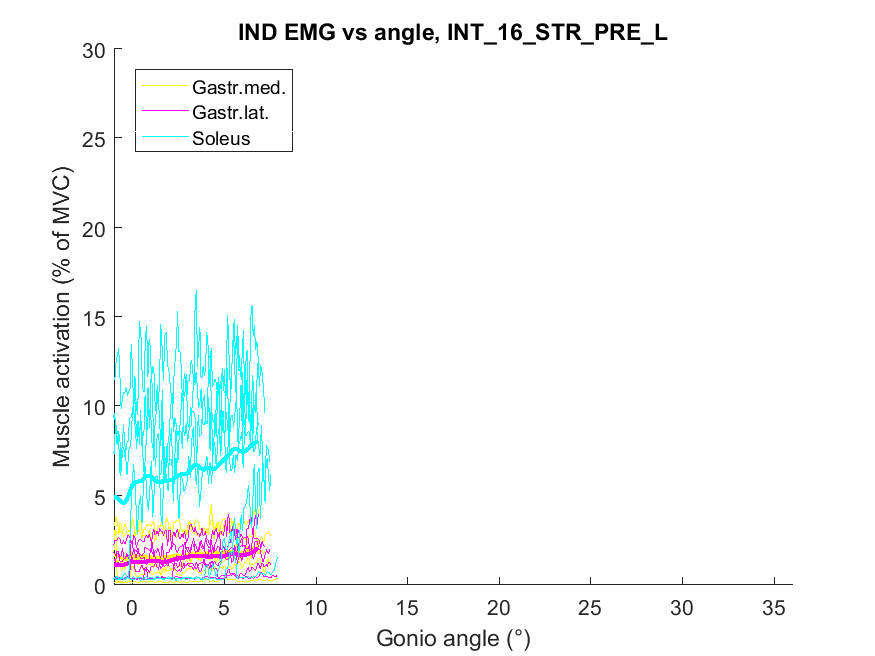 IND EMG vs angle, INT_16_STR_PRE_L
30
25
20
15
10
5
0
Muscle activation (% of MVC)
Gastr.med.
Gastr.lat.
Soleus
0 5 10 15 20 25 30 35
Gonio angle (°)